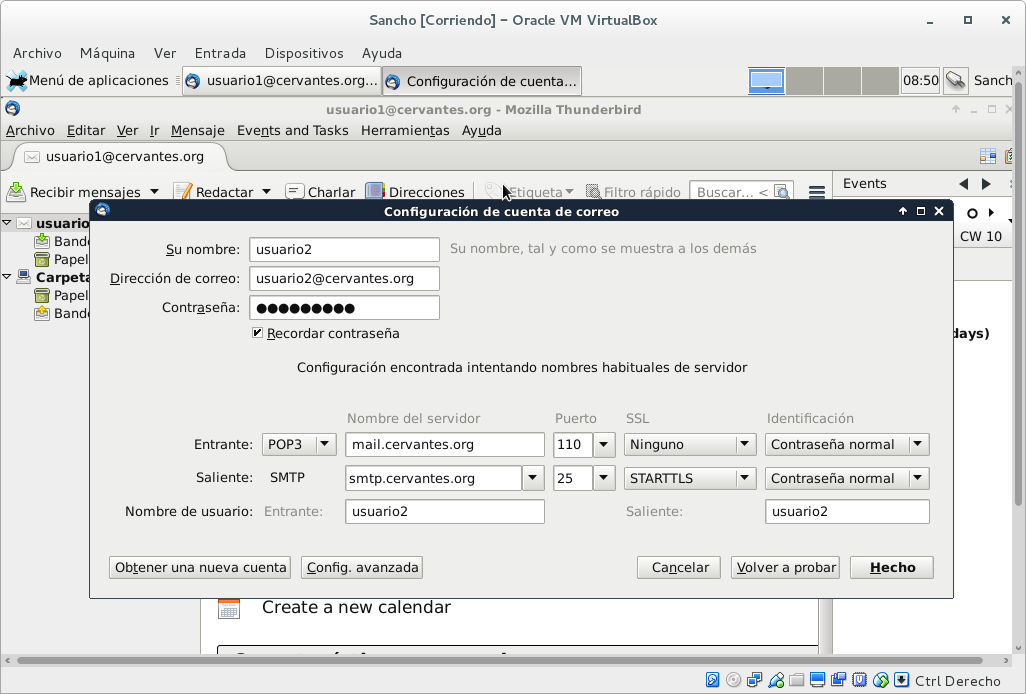 Sancho [Corriendo] – Oracle VM VirtualBox
Archivo Máquina Ver Entrada Dispositivos Ayuda
Menú de aplicaciones usuario1@cervantes.org... Configuración de cuenta... 08:50 Sanch
usuario1@cervantes.org - Mozilla Thunderbird
Archivo Editar Ver Ir Mensaje Events and Tasks Herramientas Ayuda
usuario1@cervantes.org
Recibir mensajes Redactar Charlar Direcciones Etiqueta Filtro rápido Buscar... < Events
Configuración de cuenta de correo
usuario
Bande
Papel
Carpeta
Papel
Bande
CW 10
days)
Su nombre: usuario2 Su nombre, tal y como se muestra a los demás
Dirección de correo: usuario2@cervantes.org
Contraseña: ●●●●●●●●●
Recordar contraseña
Configuración encontrada intentando nombres habituales de servidor
Nombre del servidor Puerto SSL Identificación
Entrante: POP3 mail.cervantes.org 110 Ninguno Contraseña normal
Saliente: SMTP smtp.cervantes.org 25 STARTTLS Contraseña normal
Nombre de usuario: Entrante: usuario2 Saliente: usuario2
Obtener una nueva cuenta Config. avanzada Cancelar Volver a probar Hecho
Create a new calendar
Ctrl Derecho